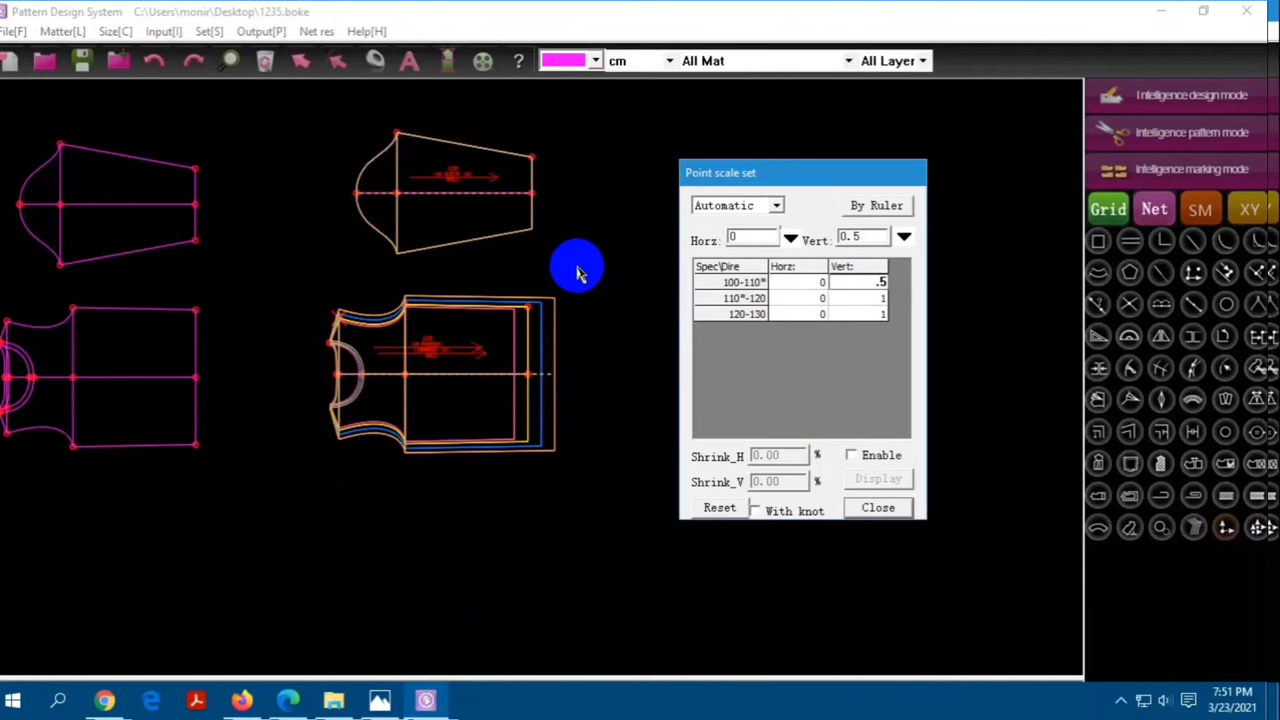 Pattern Design System C:\Users\monir\Desktop\1235.boke
File[F] Matter[L] Size[C] Input[I] Set[S] Output[P] Net res Help[H]
cm All Mat All Layer
Intelligence design mode
Intelligence pattern mode
Intelligence marking mode
Grid Net SM XY
Point scale set
Automatic By Ruler
Horz: 0 Vert: 0.5
Spec\Dire Horz: Vert:
100-110* 0 .5
110*-120 0 1
120-130 0 1
Shrink_H 0.00 % Enable
Shrink_V 0.00 % Display
Reset With knot Close
7:51 PM
3/23/2021